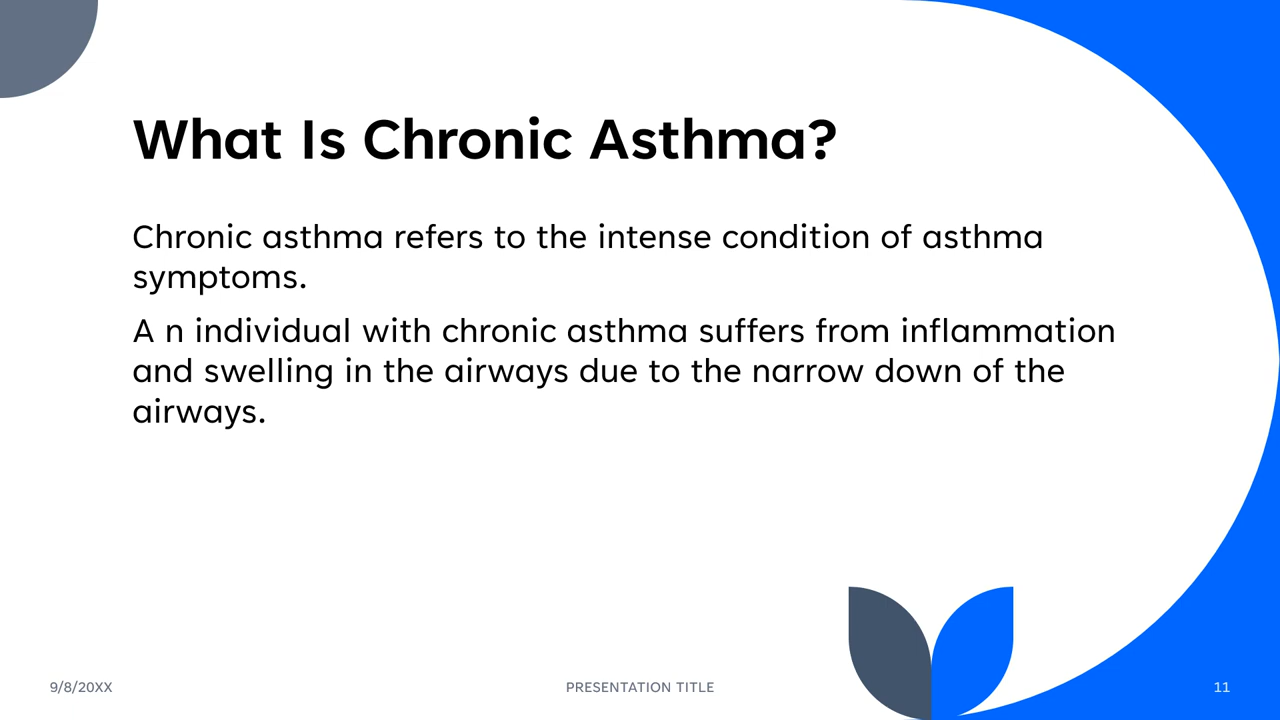 What Is Chronic Asthma?
Chronic asthma refers to the intense condition of asthma
symptoms.
A n individual with chronic asthma suffers from inflammation
and swelling in the airways due to the narrow down of the
airways.
9/8/20XX
PRESENTATION TITLE
11